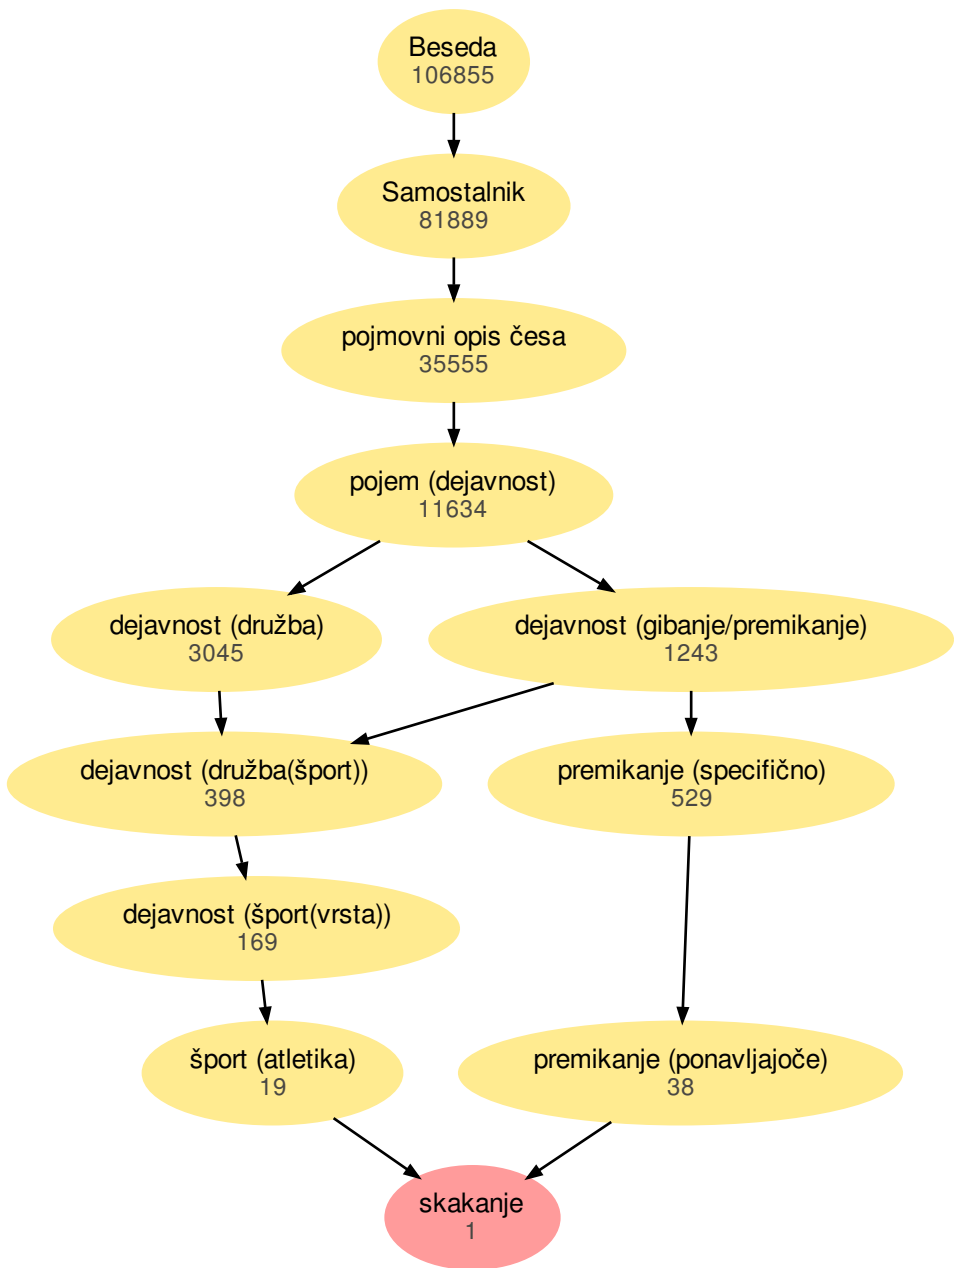 Beseda
106855
Samostalnik
81889
pojmovni opis česa
35555
pojem (dejavnost)
11634
dejavnost (družba)
3045
dejavnost (gibanje/premikanje)
1243
dejavnost (družba(šport))
398
premikanje (specifično)
529
dejavnost (šport(vrsta))
169
šport (atletika)
19
premikanje (ponavljajoče)
38
skakanje
1